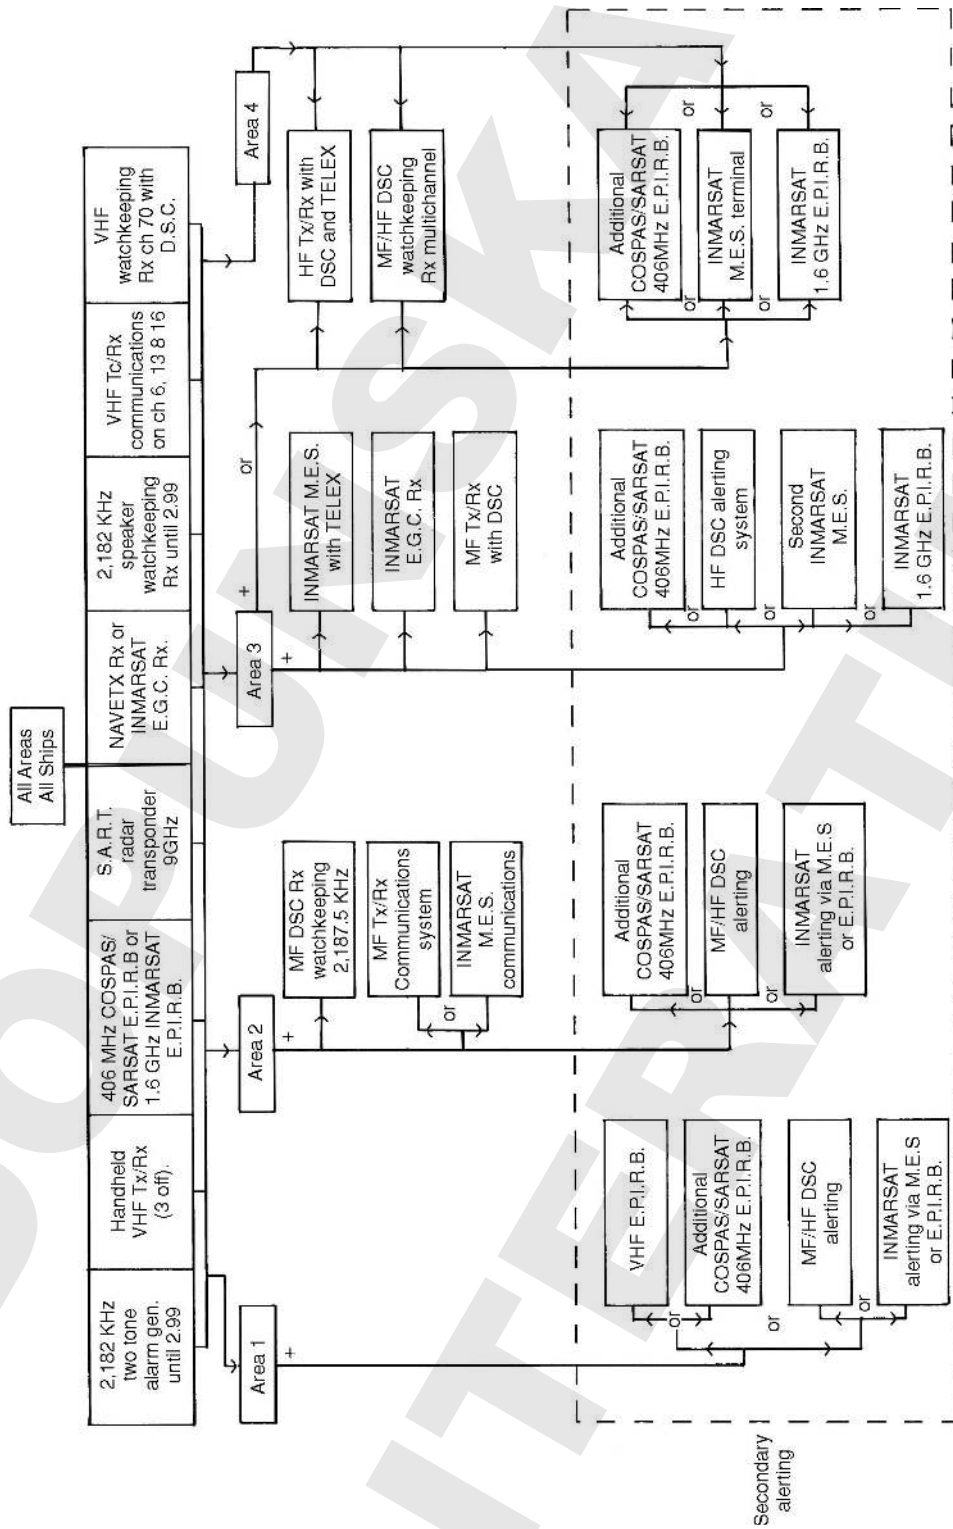 All Areas
All Ships
2,182 KHz
two tone
alarm gen.
until 2.99
Handheld
VHF Tx/Rx
(3 off).
406 MHz COSPAS/
SARSAT E.P.I.R.B or
1.6 GHz INMARSAT
E.P.I.R.B.
S.A.R.T.
radar
transponder
9GHz
NAVETX Rx or
INMARSAT
E.G.C. Rx.
2,182 KHz
speaker
watchkeeping
Rx until 2.99
VHF Tc/Rx
communications
on ch 6, 13 8 16
VHF
watchkeeping
Rx ch 70 with
D.S.C.
Area 1
+
Area 2
+
Area 3
+
+
or
Area 4
MF DSC Rx
watchkeeping
2,187.5 KHz
MF Tx/Rx
Communications
system
or
INMARSAT
M.E.S.
communications
INMARSAT M.E.S.
with TELEX
INMARSAT
E.G.C. Rx
MF Tx/Rx
with DSC
HF Tx/Rx with
DSC and TELEX
MF/HF DSC
watchkeeping
Rx multichannel
Secondary
alerting
VHF E.P.I.R.B.
or
Additional
COSPAS/SARSAT
406MHz E.P.I.R.B.
or
MF/HF DSC
alerting
or
INMARSAT
alerting via M.E.S
or E.P.I.R.B.
Additional
COSPAS/SARSAT
406MHz E.P.I.R.B.
or
MF/HF DSC
alerting
or
INMARSAT
alerting via M.E.S
or E.P.I.R.B.
Additional
COSPAS/SARSAT
406MHz E.P.I.R.B.
or
HF DSC alerting
system
or
Second
INMARSAT
M.E.S.
or
INMARSAT
1.6 GHz E.P.I.R.B.
Additional
COSPAS/SARSAT
406MHz E.P.I.R.B.
or
or
INMARSAT
M.E.S. terminal
or
or
INMARSAT
1.6 GHz E.P.I.R.B.